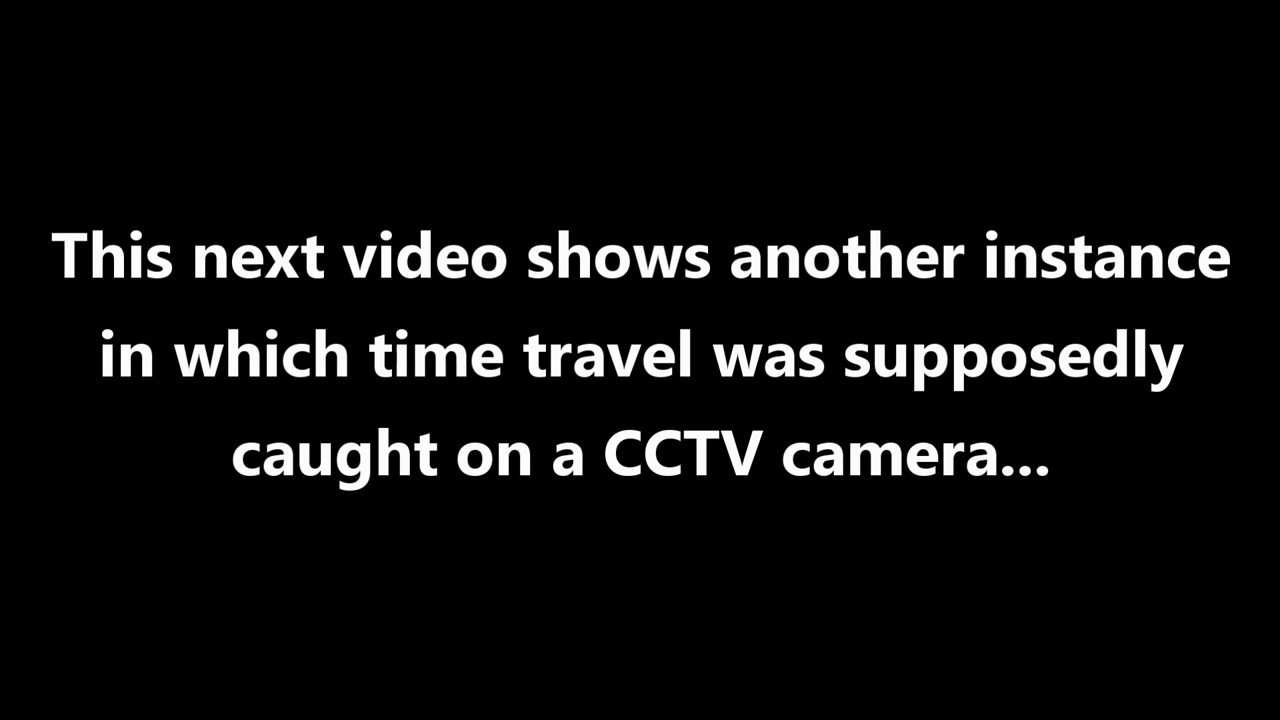 This next video shows another instance
in which time travel was supposedly
caught on a CCTV camera...